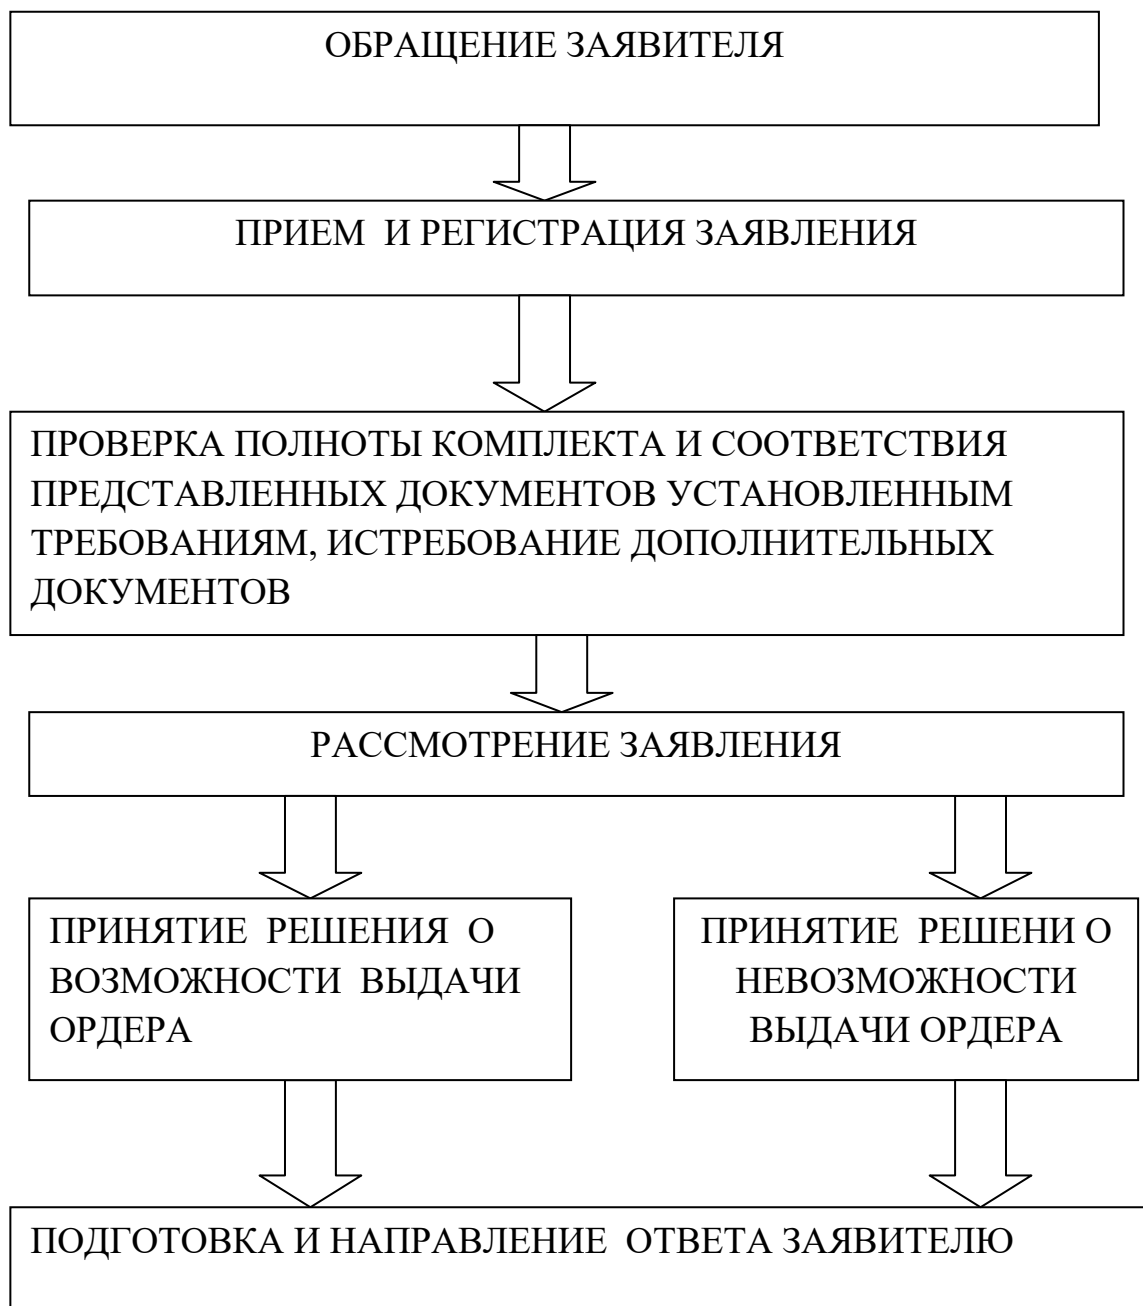 ОБРАЩЕНИЕ ЗАЯВИТЕЛЯ
ПРИЕМ И РЕГИСТРАЦИЯ ЗАЯВЛЕНИЯ
ПРОВЕРКА ПОЛНОТЫ КОМПЛЕКТА И СООТВЕТСТВИЯ
ПРЕДСТАВЛЕННЫХ ДОКУМЕНТОВ УСТАНОВЛЕННЫМ
ТРЕБОВАНИЯМ, ИСТРЕБОВАНИЕ ДОПОЛНИТЕЛЬНЫХ
ДОКУМЕНТОВ
РАССМОТРЕНИЕ ЗАЯВЛЕНИЯ
ПРИНЯТИЕ РЕШЕНИЯ О
ВОЗМОЖНОСТИ ВЫДАЧИ
ОРДЕРА
ПРИНЯТИЕ РЕШЕНИ О
НЕВОЗМОЖНОСТИ
ВЫДАЧИ ОРДЕРА
ПОДГОТОВКА И НАПРАВЛЕНИЕ ОТВЕТА ЗАЯВИТЕЛЮ